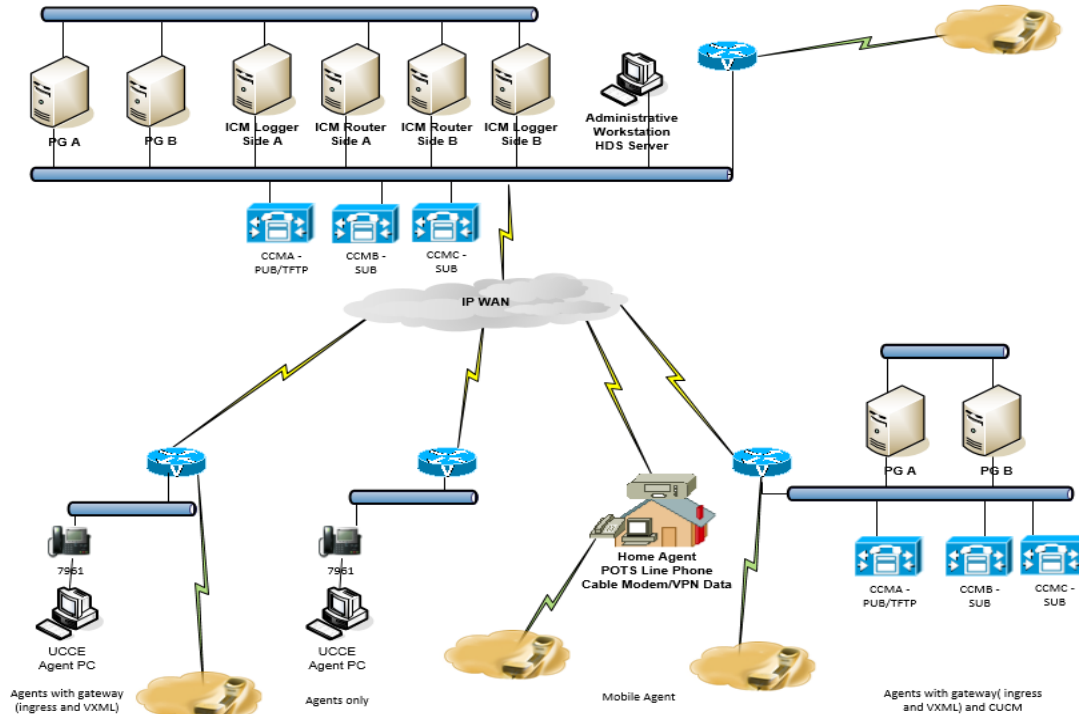 PG A
PG B
ICM Logger
Side A
ICM Router
Side A
ICM Router
Side B
ICM Logger
Side B
Administrative
Workstation
HDS Server
V
CCMA -
PUB/TFTP
CCMB -
SUB
CCMC -
SUB
IP WAN
V
V
V
PG A
PG B
7961
UCCE
Agent PC
7961
UCCE
Agent PC
Home Agent
POTS Line Phone
Cable Modem/VPN Data
CCMA -
PUB/TFTP
CCMB -
SUB
CCMC -
SUB
Agents with gateway
(ingress and VXML)
Agents only
Mobile Agent
Agents with gateway( ingress
and VXML) and CUCM